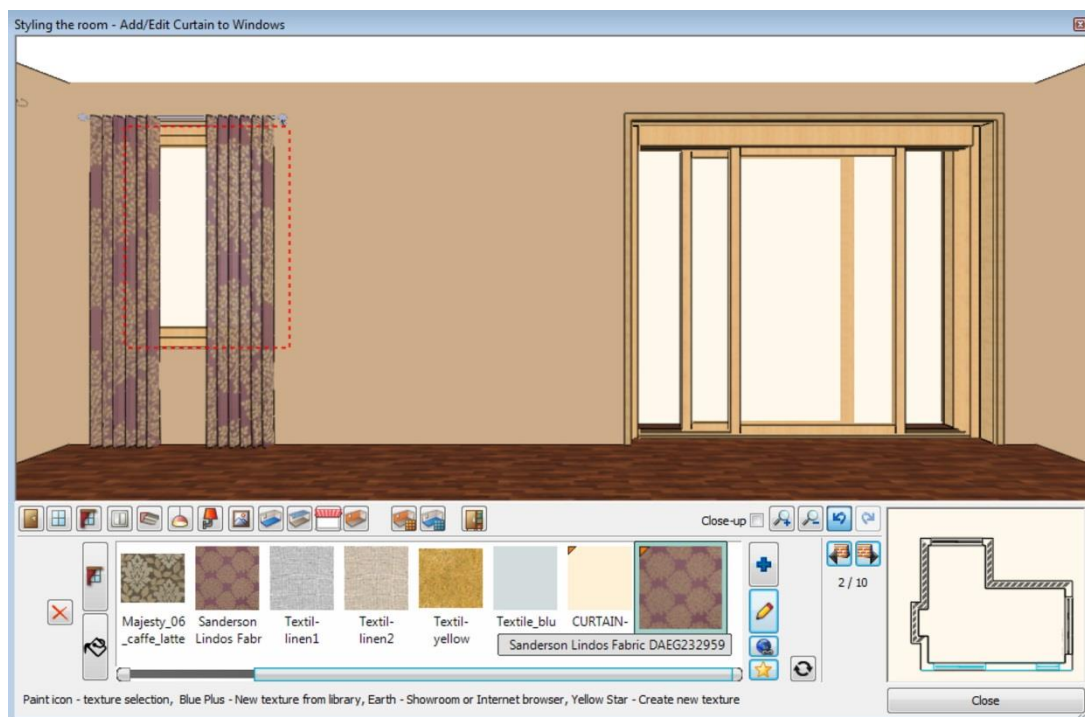 Styling the room - Add/Edit Curtain to Windows
Close-up
2 / 10
Majesty_06
_caffe_latte
Sanderson
Lindos Fabr
Textil-
linen1
Textil-
linen2
Textil-
yellow
Textile_blu
CURTAIN-
Sanderson Lindos Fabric DAEG232959
Paint icon - texture selection, Blue Plus - New texture from library, Earth - Showroom or Internet browser, Yellow Star - Create new texture
Close